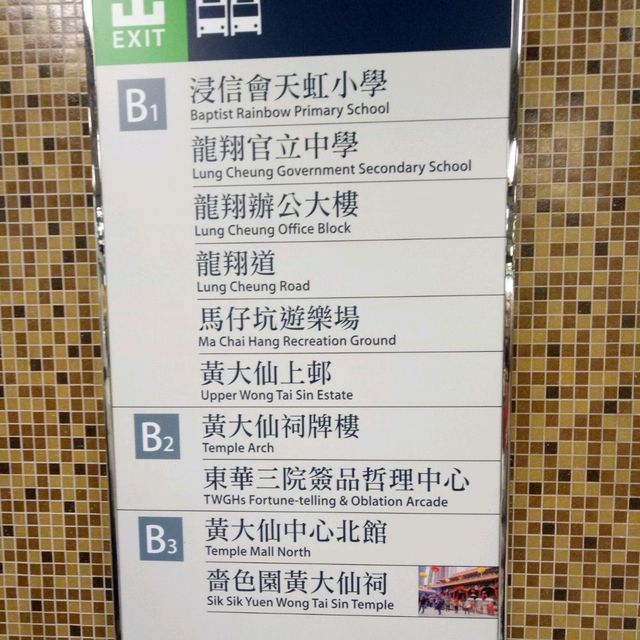 出
EXIT
B1
浸信會天虹小學
Baptist Rainbow Primary School
龍翔官立中學
Lung Cheung Government Secondary School
龍翔辦公大樓
Lung Cheung Office Block
龍翔道
Lung Cheung Road
馬仔坑遊樂場
Ma Chai Hang Recreation Ground
黃大仙上邨
Upper Wong Tai Sin Estate
B2
黃大仙祠牌樓
Temple Arch
東華三院簽品哲理中心
TWGHs Fortune-telling & Oblation Arcade
B3
黃大仙中心北館
Temple Mall North
嗇色園黃大仙祠
Sik Sik Yuen Wong Tai Sin Temple